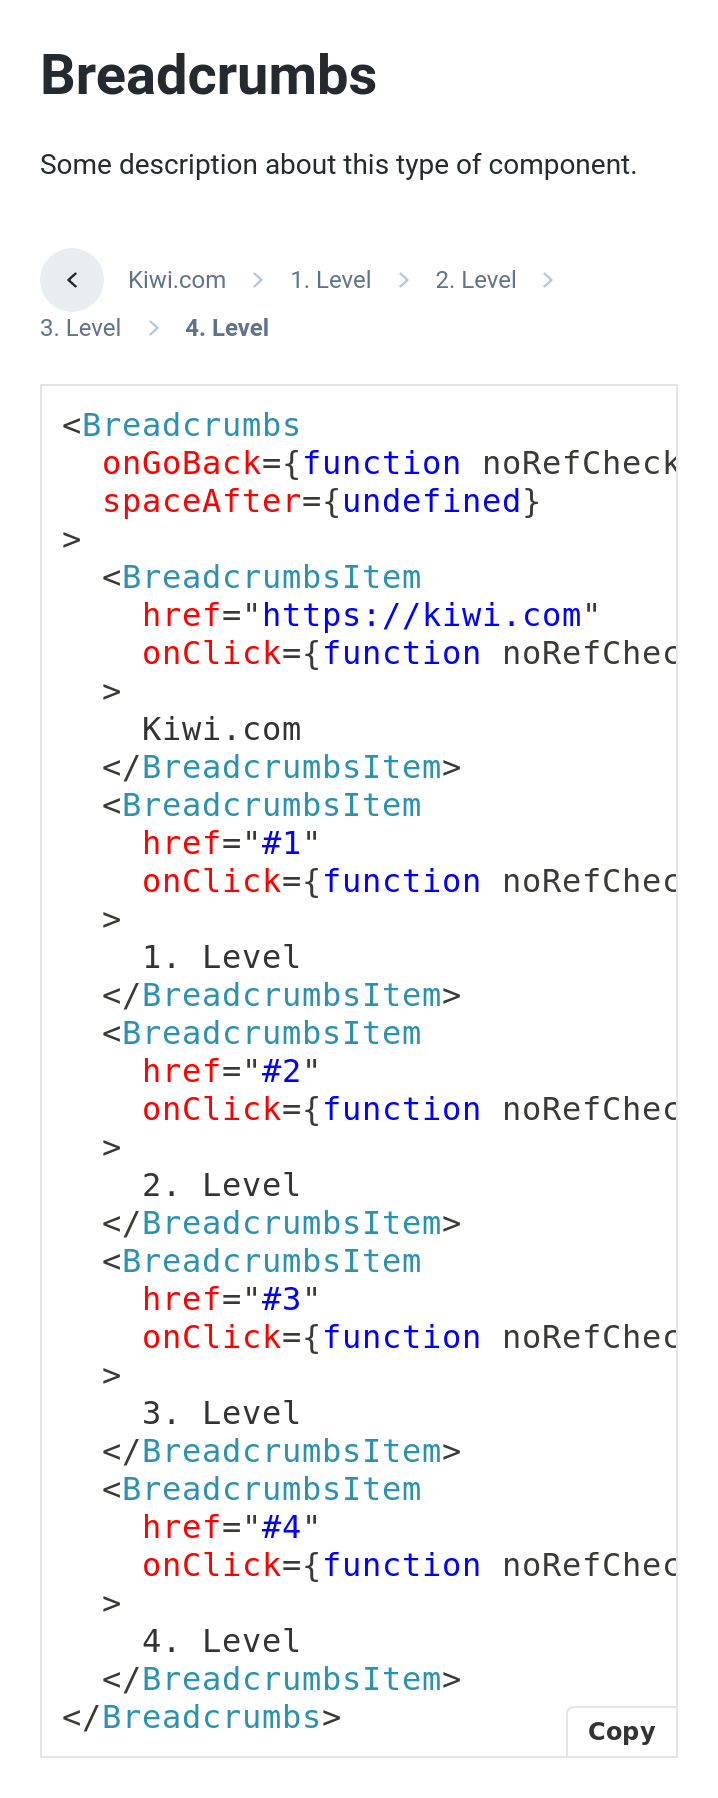 Breadcrumbs
Some description about this type of component.
Kiwi.com 1. Level 2. Level
3. Level 4. Level
<Breadcrumbs
  onGoBack={function noRefCheck
  spaceAfter={undefined}
>
  <BreadcrumbsItem
    href="https://kiwi.com"
    onClick={function noRefChec
  >
    Kiwi.com
  </BreadcrumbsItem>
  <BreadcrumbsItem
    href="#1"
    onClick={function noRefChec
  >
    1. Level
  </BreadcrumbsItem>
  <BreadcrumbsItem
    href="#2"
    onClick={function noRefChec
  >
    2. Level
  </BreadcrumbsItem>
  <BreadcrumbsItem
    href="#3"
    onClick={function noRefChec
  >
    3. Level
  </BreadcrumbsItem>
  <BreadcrumbsItem
    href="#4"
    onClick={function noRefChec
  >
    4. Level
  </BreadcrumbsItem>
</Breadcrumbs>
Copy